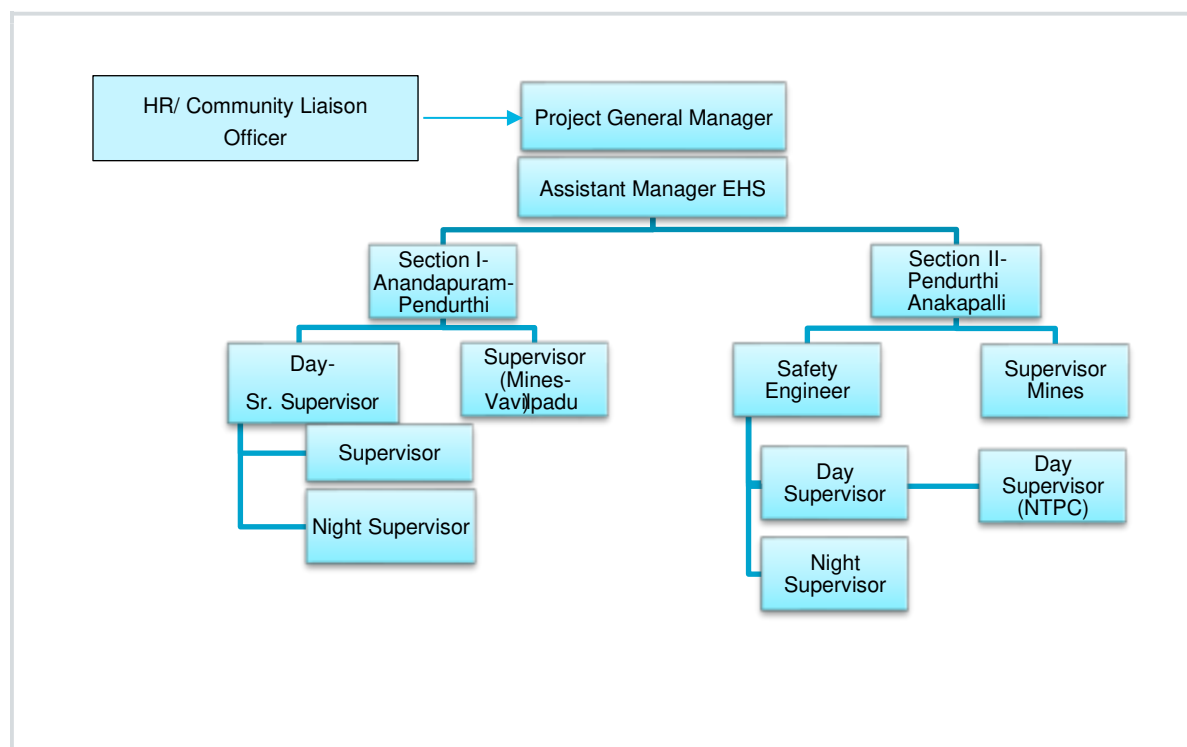 HR/ Community Liaison
Officer
Project General Manager
Assistant Manager EHS
Section I-
Anandapuram-
Pendurthi
Section II-
Pendurthi
Anakapalli
Day-
Sr. Supervisor
Supervisor
(Mines-
Supervisor
Night Supervisor
Safety
Engineer
Supervisor
Mines
Day
Supervisor
Day
Supervisor
(NTPC)
Night
Supervisor